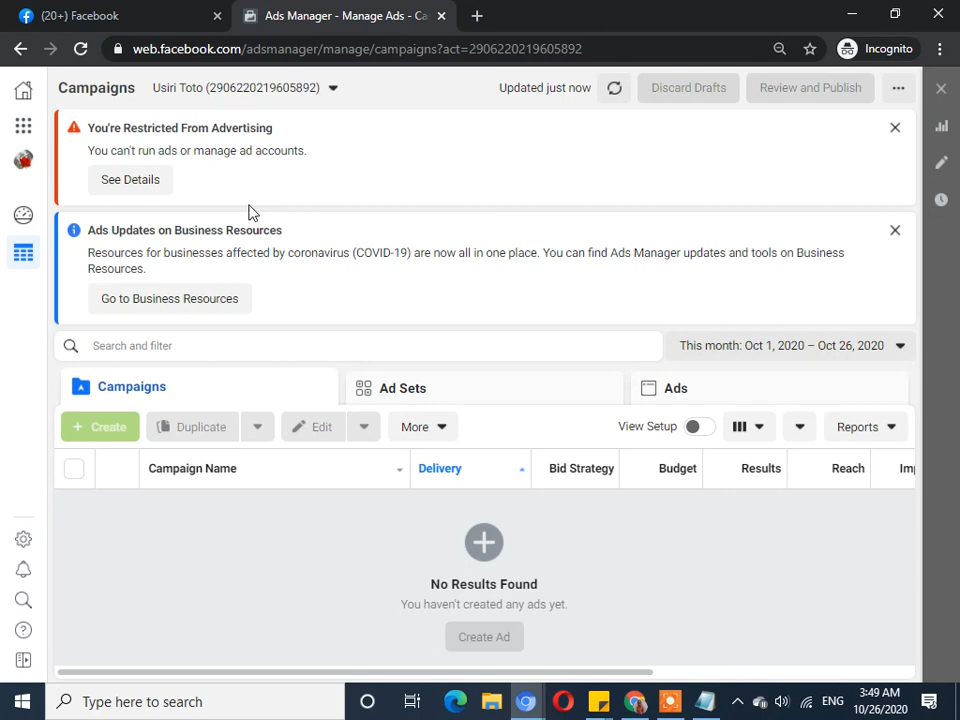 (20+) Facebook
Ads Manager - Manage Ads - Ca
web.facebook.com/adsmanager/manage/campaigns?act=2906220219605892
Incognito
Campaigns
Usiri Toto (2906220219605892)
Updated just now
Discard Drafts
Review and Publish
You're Restricted From Advertising
You can't run ads or manage ad accounts.
See Details
Ads Updates on Business Resources
Resources for businesses affected by coronavirus (COVID-19) are now all in one place. You can find Ads Manager updates and tools on Business
Resources.
Go to Business Resources
Search and filter
This month: Oct 1, 2020 – Oct 26, 2020
Campaigns
Ad Sets
Ads
+ Create
Duplicate
Edit
More
View Setup
Reports
Campaign Name
Delivery
Bid Strategy
Budget
Results
Reach
Im
No Results Found
You haven't created any ads yet.
Create Ad
Type here to search
ENG
3:49 AM
10/26/2020